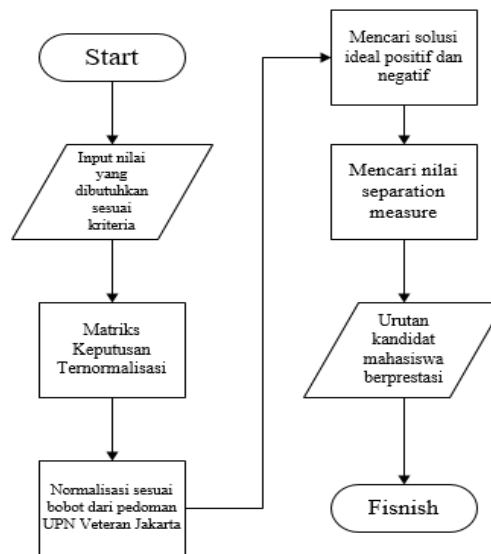 Start
Input nilai
yang
dibutuhkan
sesuai
kriteria
Matriks
Keputusan
Ternormalisasi
Normalisasi sesuai
bobot dari pedoman
UPN Veteran Jakarta
Mencari solusi
ideal positif dan
negatif
Mencari nilai
separation
measure
Urutan
kandidat
mahasiswa
berprestasi
Fisnish